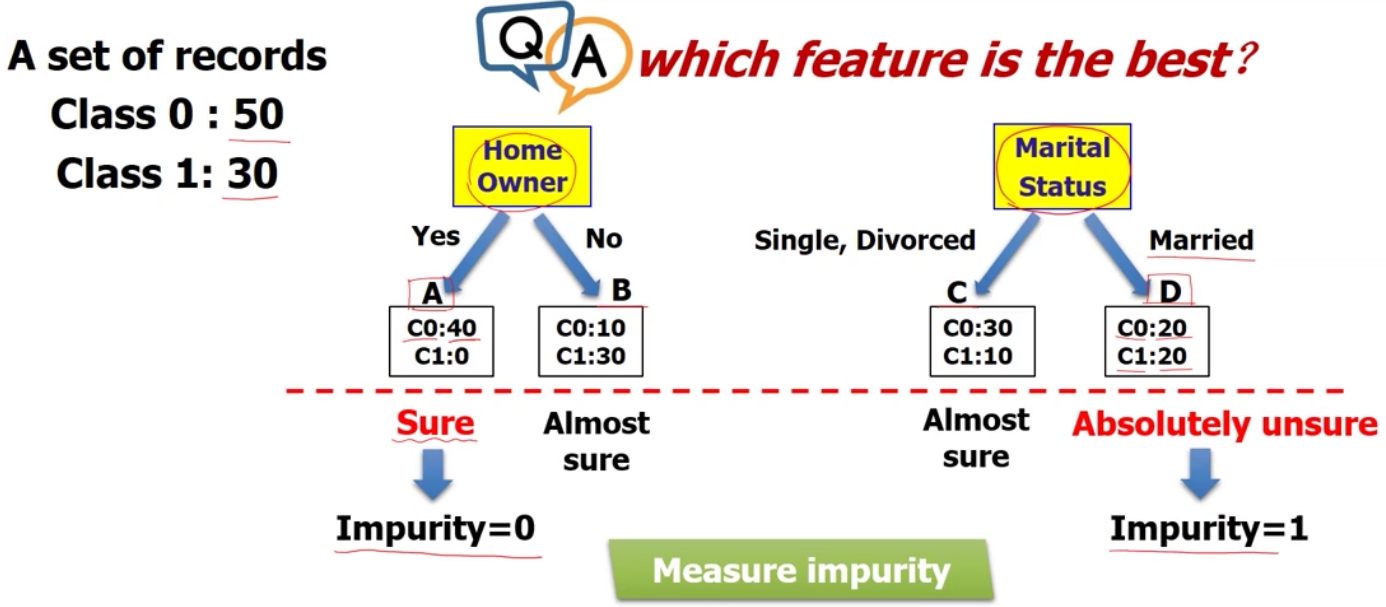 A set of records
Class 0 : 50
Class 1: 30
Q A
which feature is the best?
Home
Owner
Yes
No
A
C0:40
C1:0
B
C0:10
C1:30
Marital
Status
Single, Divorced
Married
C
C0:30
C1:10
D
C0:20
C1:20
Sure
Almost
sure
Almost
sure
Absolutely unsure
Impurity=0
Impurity=1
Measure impurity